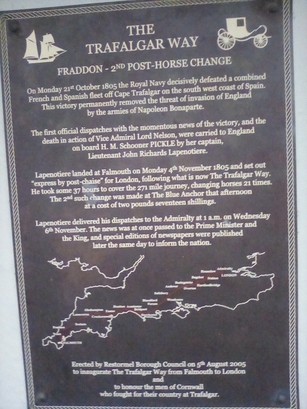 THE
TRAFALGAR WAY
FRADDON - 2ND POST-HORSE CHANGE
On Monday 21st October 1805 the Royal Navy decisively defeated a combined
French and Spanish fleet off Cape Trafalgar on the south west coast of Spain.
This victory permanently removed the threat of invasion of England
by the armies of Napoleon Bonaparte.
The first official dispatches with the momentous news of the victory, and the
death in action of Vice Admiral Lord Nelson, were carried to England
on board H. M. Schooner PICKLE by her captain,
Lieutenant John Richards Lapenotiere.
Lapenotiere landed at Falmouth on Monday 4th November 1805 and set out
"express by post-chaise" for London, following what is now The Trafalgar Way.
He took some 37 hours to cover the 271 mile journey, changing horses 21 times.
The 2nd such change was made at The Blue Anchor that afternoon
at a cost of two pounds seventeen shillings.
Lapenotiere delivered his dispatches to the Admiralty at 1 a.m. on Wednesday
6th November. The news was at once passed to the Prime Minister and
the King, and special editions of newspapers were published
later the same day to inform the nation.
Erected by Restormel Borough Council on 5th August 2005
to inaugurate The Trafalgar Way from Falmouth to London
and
to honour the men of Cornwall
who fought for their country at Trafalgar.